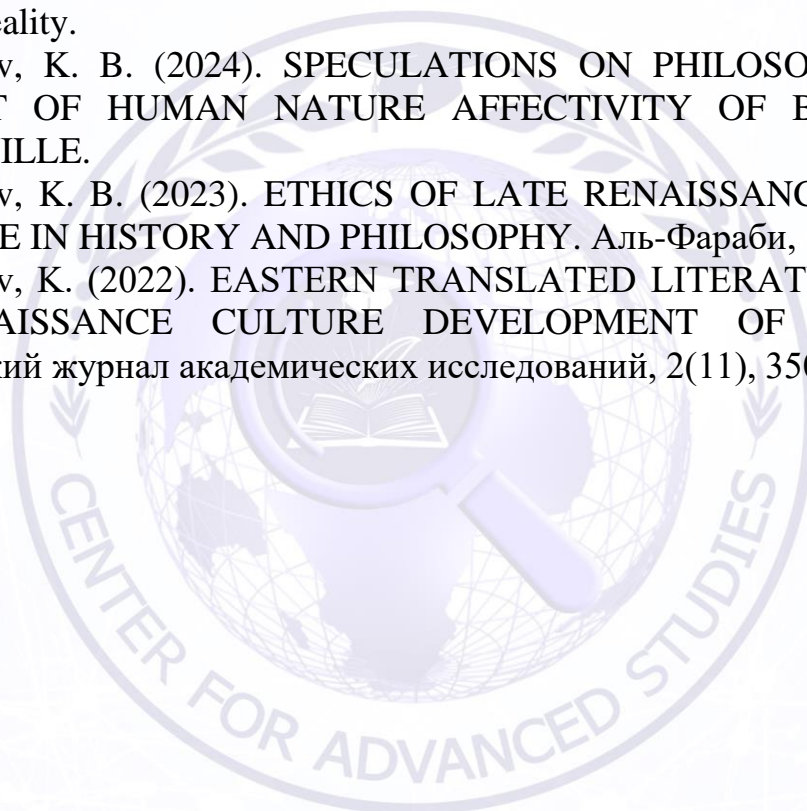 eality.
v, K. B. (2024). SPECULATIONS ON PHILOSO
T OF HUMAN NATURE AFFECTIVITY OF B
ILLE.
v, K. B. (2023). ETHICS OF LATE RENAISSANC
E IN HISTORY AND PHILOSOPHY. Аль-Фараби,
v, K. (2022). EASTERN TRANSLATED LITERAT
AISSANCE CULTURE DEVELOPMENT OF
кий журнал академических исследований, 2(11), 350
CENTER FOR ADVANCED STUDIES